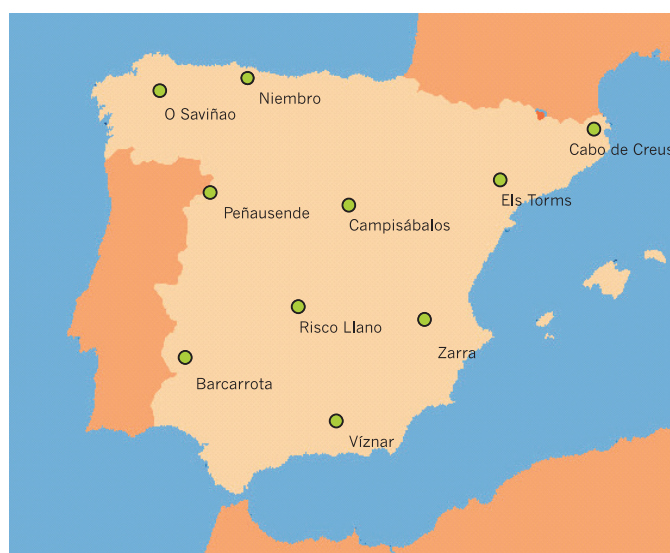 Niembro
O Saviñao
Cabo de Creus
Els Torms
Peñausende
Campisábalos
Risco Llano
Zarra
Barcarrota
Víznar